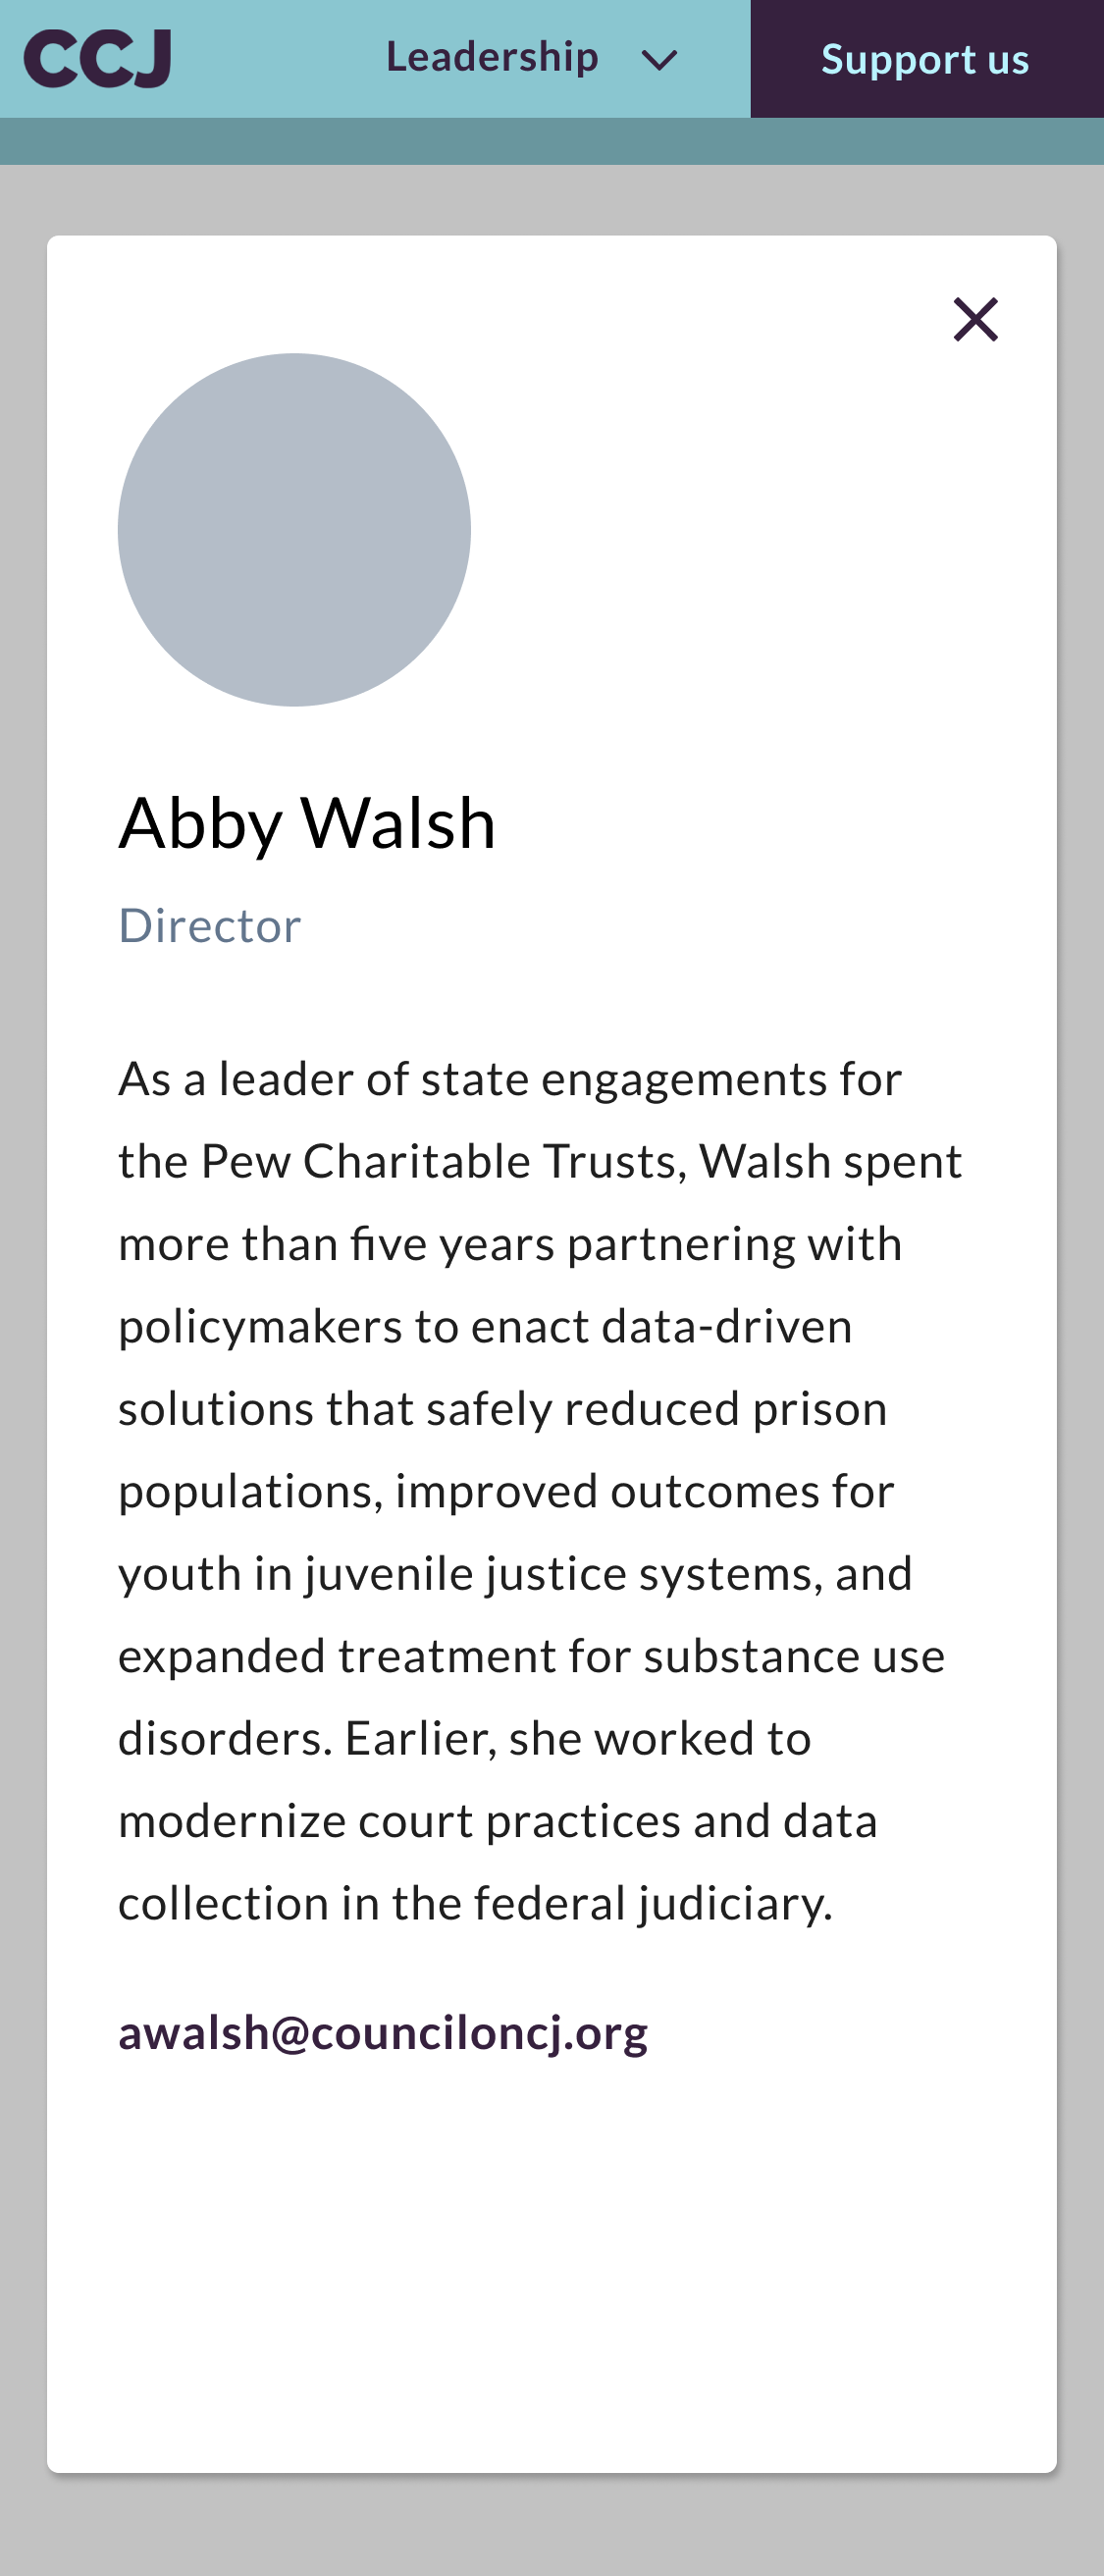 CCJ
Leadership
Support us
Abby Walsh
Director
As a leader of state engagements for
the Pew Charitable Trusts, Walsh spent
more than five years partnering with
policymakers to enact data-driven
solutions that safely reduced prison
populations, improved outcomes for
youth in juvenile justice systems, and
expanded treatment for substance use
disorders. Earlier, she worked to
modernize court practices and data
collection in the federal judiciary.
awalsh@counciloncj.org